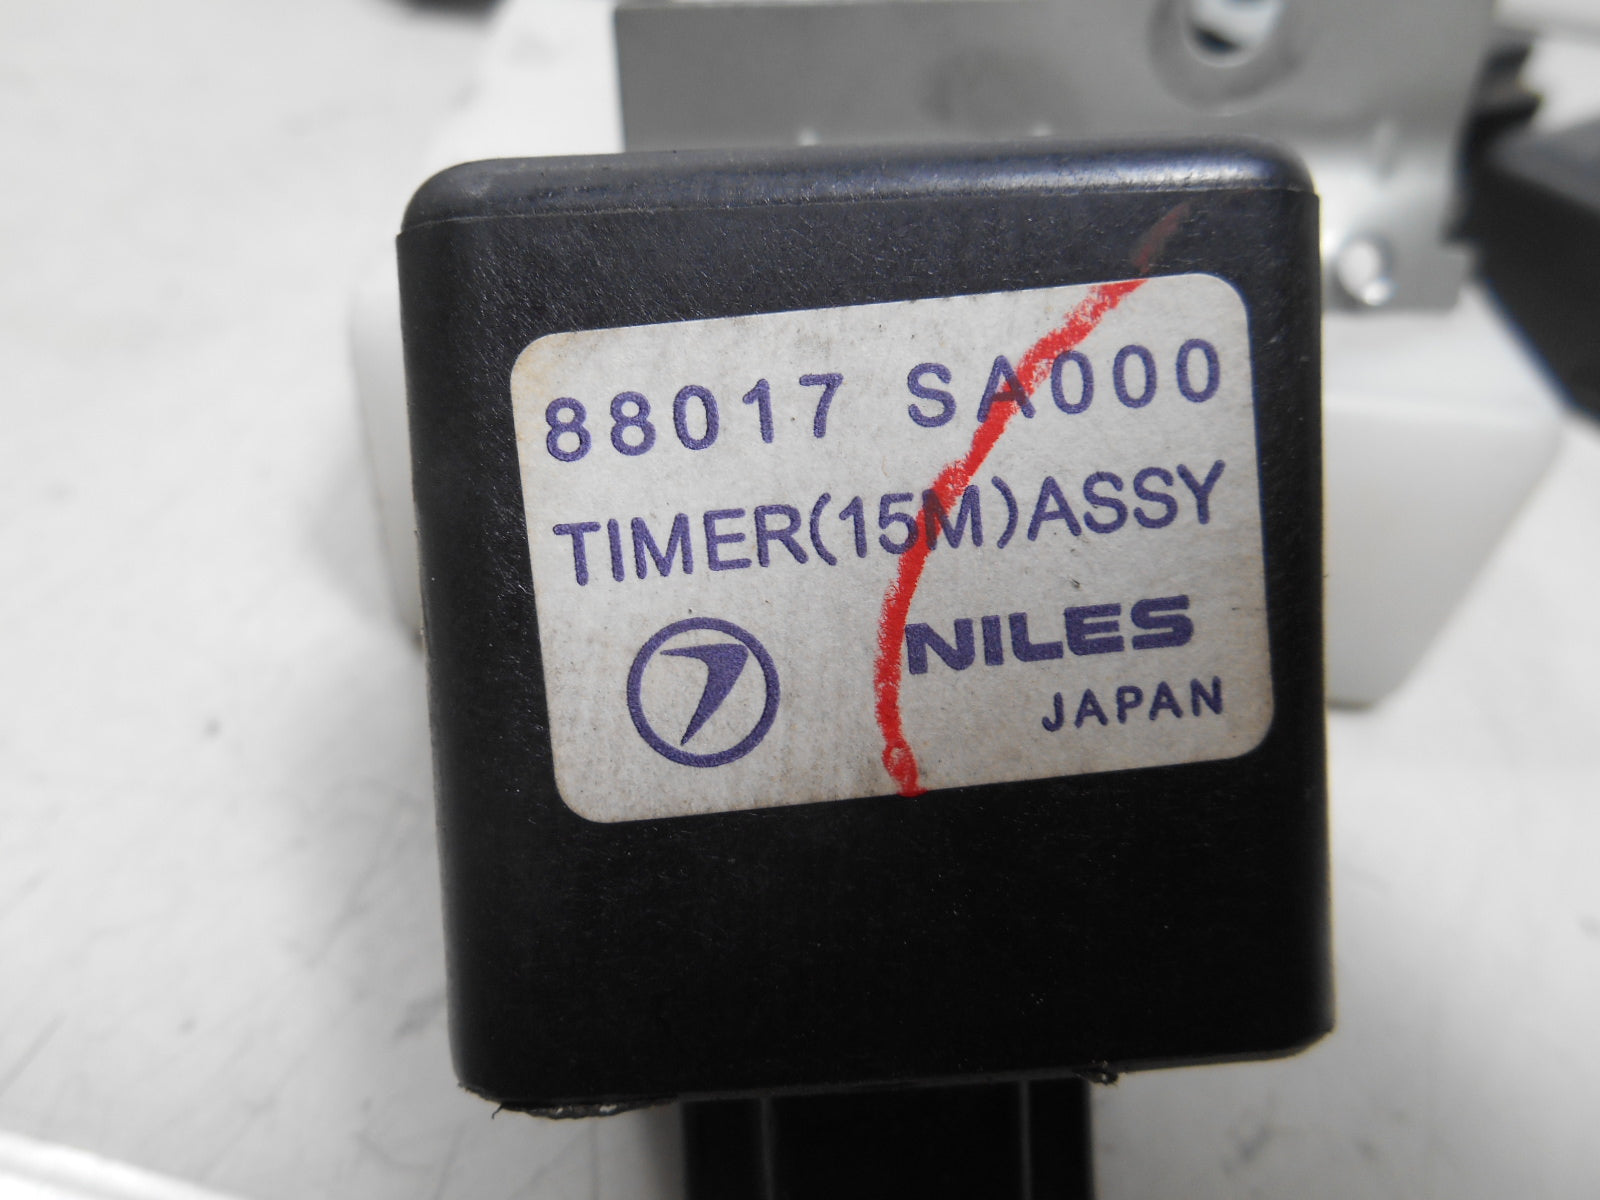 88017 SA000
TIMER(15M)ASSY
NILES
JAPAN